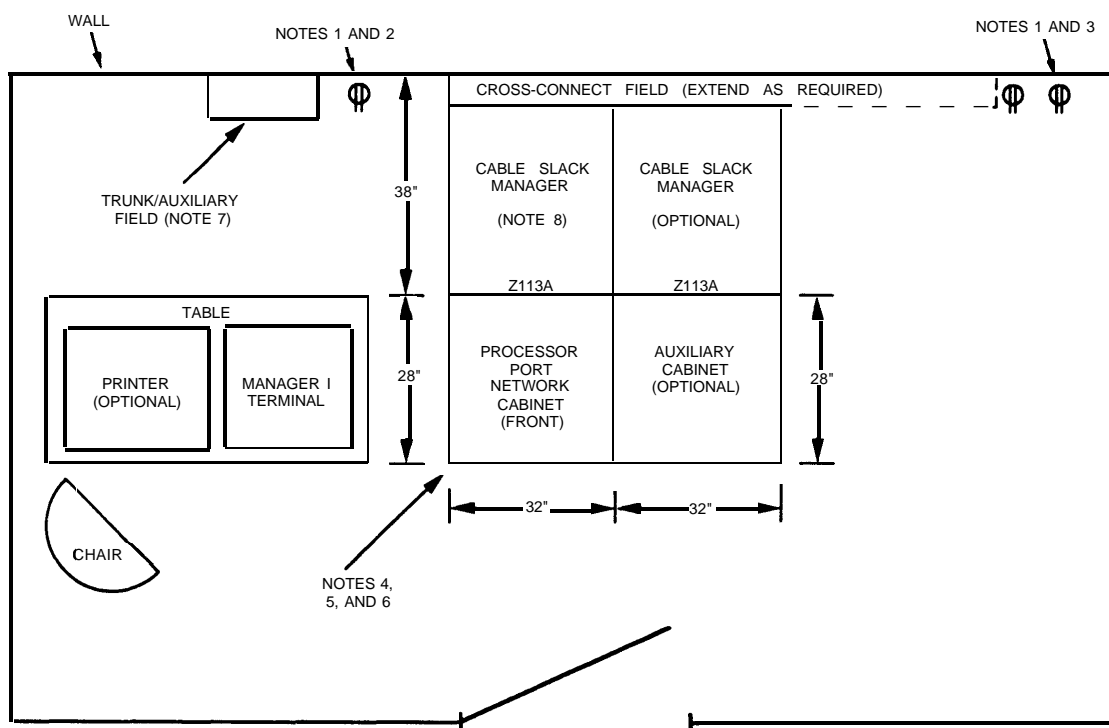 WALL
NOTES 1 AND 2
NOTES 1 AND 3
CROSS-CONNECT FIELD (EXTEND AS REQUIRED)
TRUNK/AUXILIARY
FIELD (NOTE 7)
38"
CABLE SLACK
MANAGER
(NOTE 8)
Z113A
CABLE SLACK
MANAGER
(OPTIONAL)
Z113A
TABLE
PRINTER
(OPTIONAL)
MANAGER I
TERMINAL
28"
PROCESSOR
PORT
NETWORK
CABINET
(FRONT)
AUXILIARY
CABINET
(OPTIONAL)
28"
32"
32"
CHAIR
NOTES 4,
5, AND 6